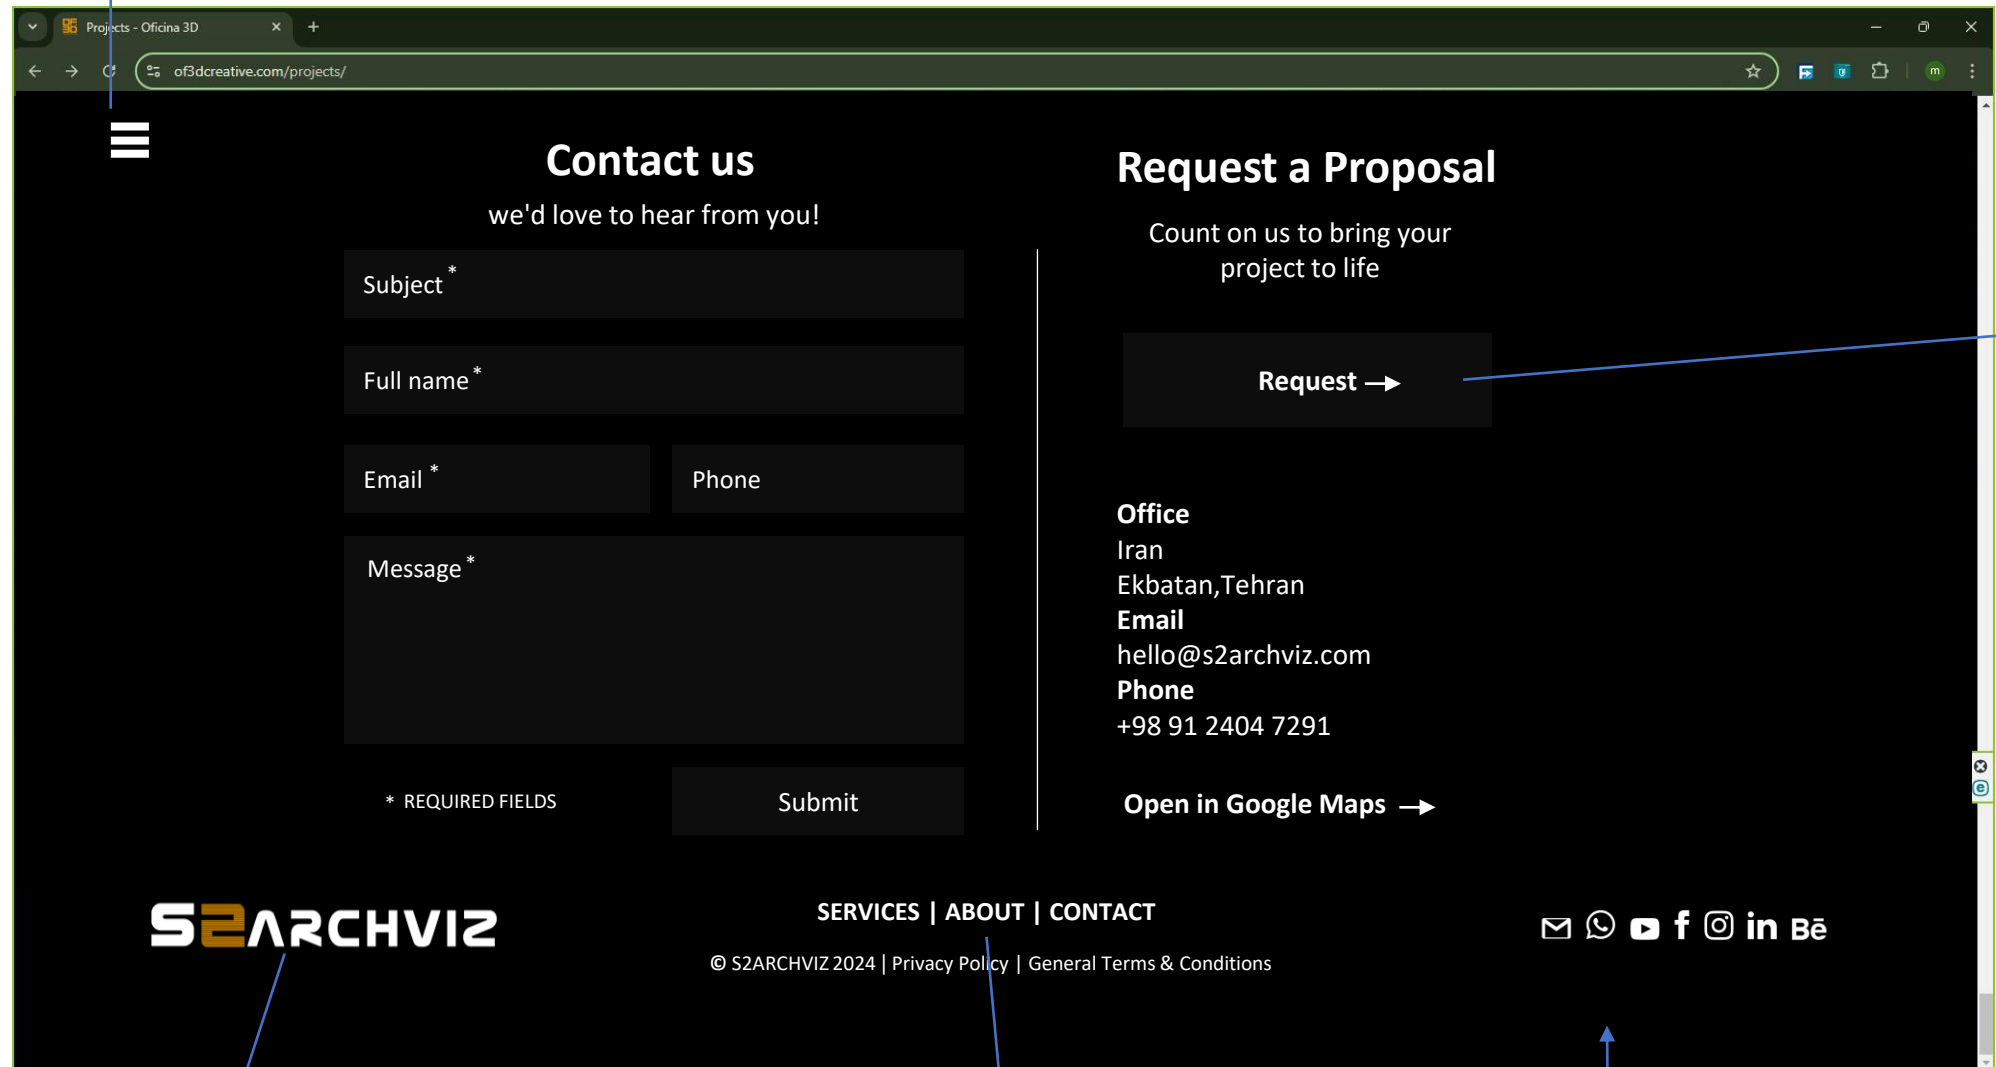 Projects - Oficina 3D
of3dcreative.com/projects/
m
Contact us
we'd love to hear from you!
Subject *
Full name *
Email *
Phone
Message *
* REQUIRED FIELDS
Submit
Request a Proposal
Count on us to bring your
project to life
Request
Office
Iran
Ekbatan,Tehran
Email
hello@s2archviz.com
Phone
+98 91 2404 7291
Open in Google Maps
S2ARCHVIZ
SERVICES | ABOUT | CONTACT
© S2ARCHVIZ 2024 | Privacy Policy | General Terms & Conditions
f in Bē